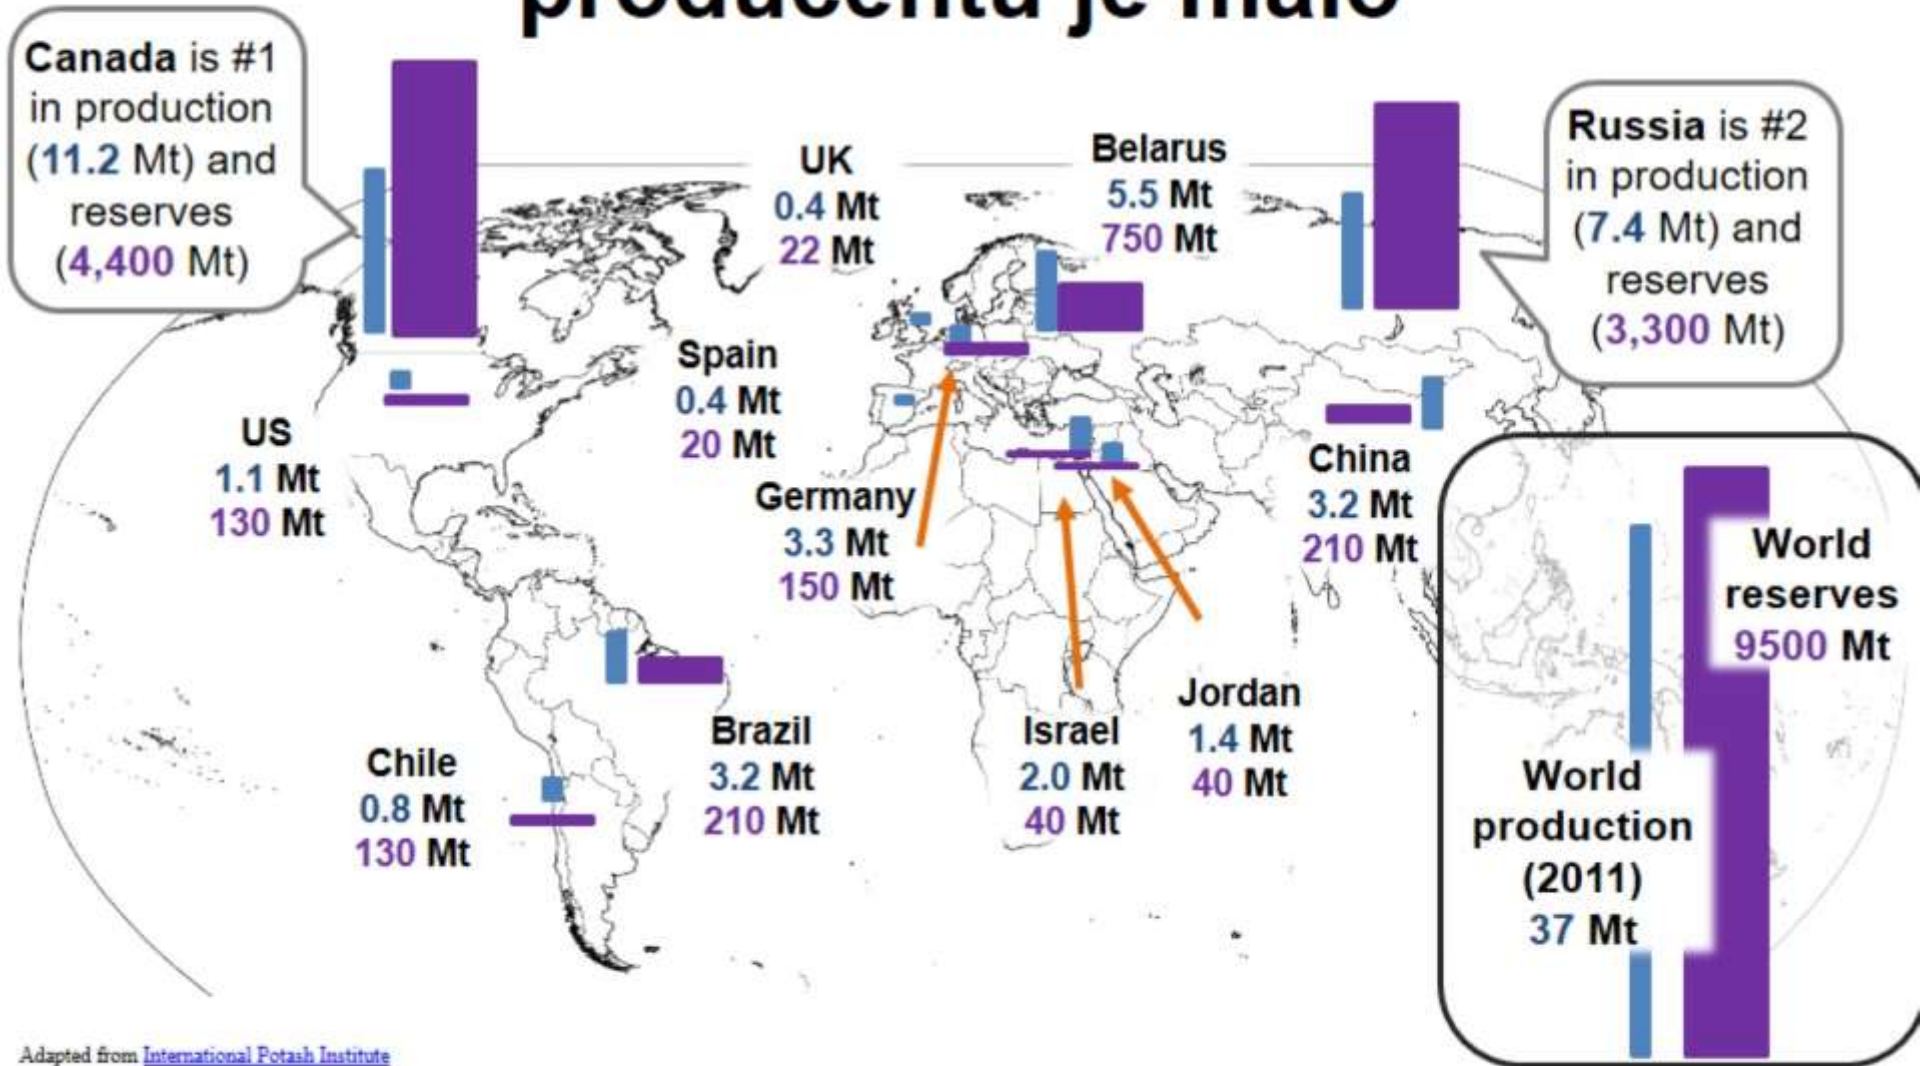 producentů je málo
Canada is #1
in production
(11.2 Mt) and
reserves
(4,400 Mt)
UK
0.4 Mt
22 Mt
Belarus
5.5 Mt
750 Mt
Russia is #2
in production
(7.4 Mt) and
reserves
(3,300 Mt)
US
1.1 Mt
130 Mt
Spain
0.4 Mt
20 Mt
Germany
3.3 Mt
150 Mt
China
3.2 Mt
210 Mt
World
reserves
9500 Mt
Chile
0.8 Mt
130 Mt
Brazil
3.2 Mt
210 Mt
Israel
2.0 Mt
40 Mt
Jordan
1.4 Mt
40 Mt
World
production
(2011)
37 Mt
Adapted from International Potash Institute